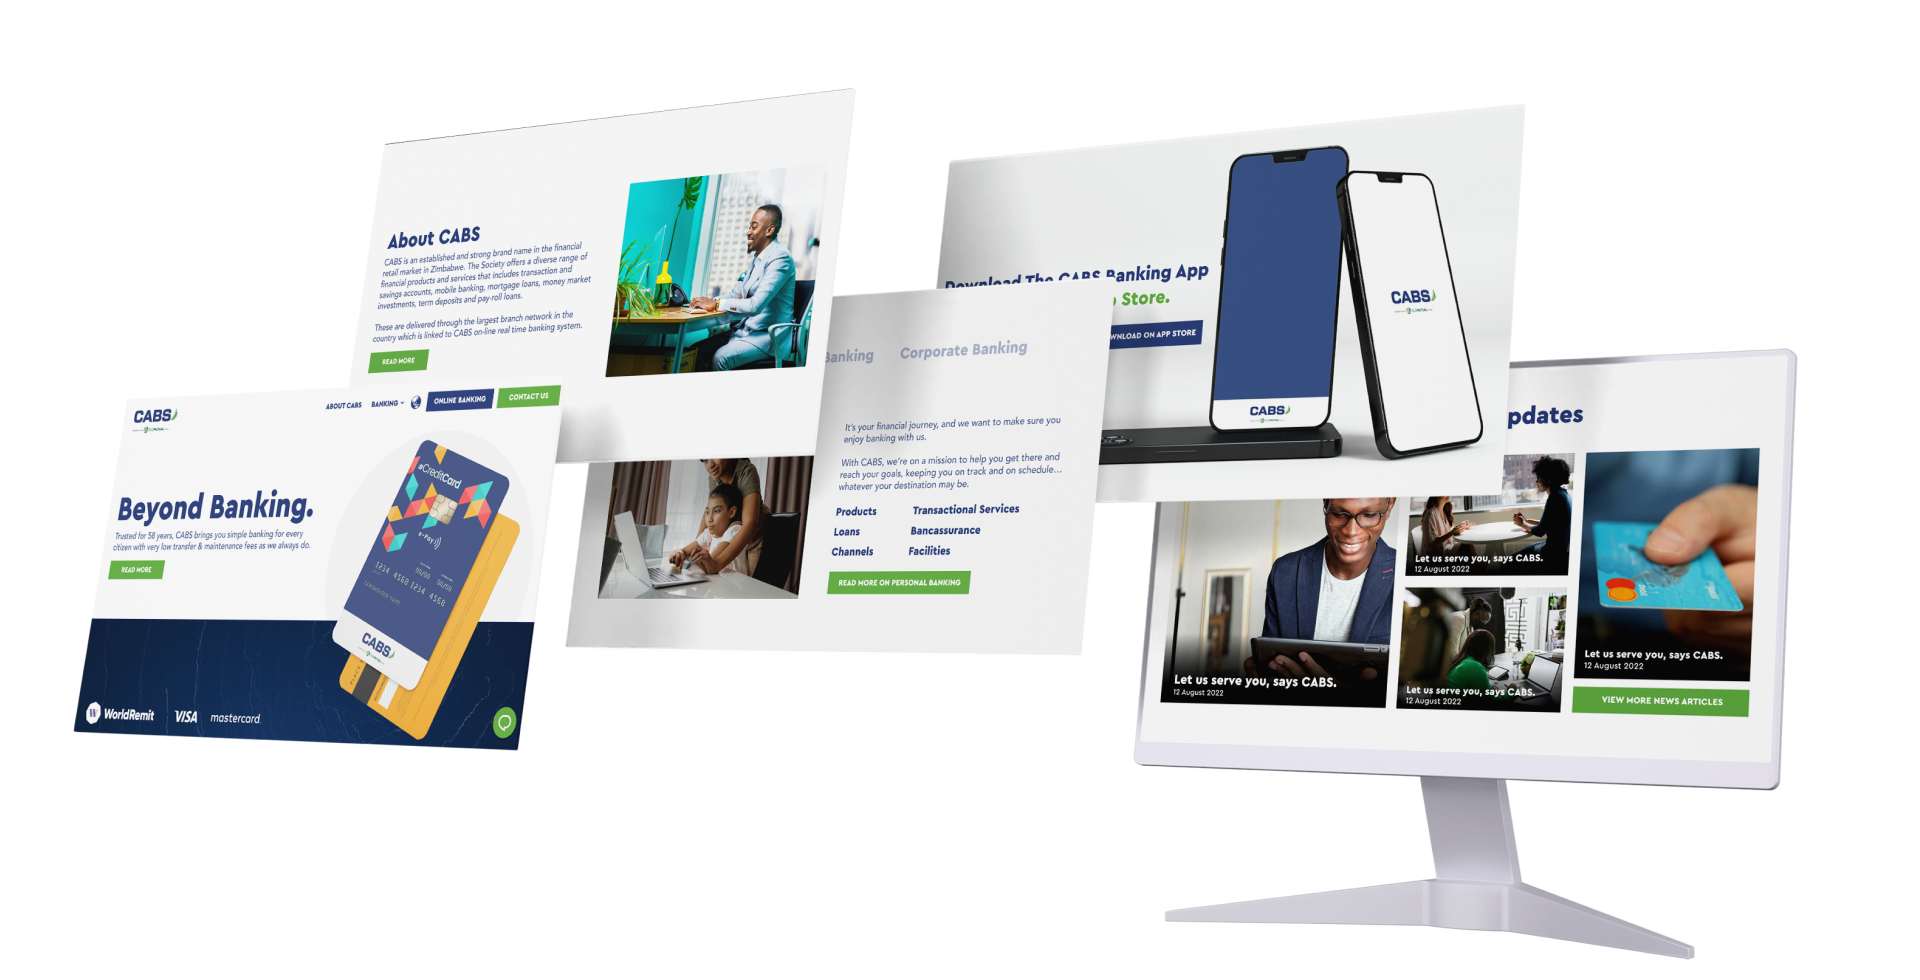 About CABS
CABS is an established and strong brand name in the financial
retail market in Zimbabwe. The Society offers a diverse range of
financial products and services that includes transaction and
savings accounts, mobile banking, mortgage loans, money market
investments, term deposits and pay-roll loans.
These are delivered through the largest branch network in the
country which is linked to CABS on-line real time banking system.
READ MORE
CABS
ABOUT CABS BANKING ONLINE BANKING CONTACT US
Beyond Banking.
Trusted for 58 years, CABS brings you simple banking for every
citizen with very low transfer & maintenance fees as we always do.
READ MORE
#CreditCard
e-Pay
1234 4568 1234 4568
CARDHOLDER NAME
CABS
W WorldRemit VISA mastercard
Banking Corporate Banking
It's your financial journey, and we want to make sure you
enjoy banking with us.
With CABS, we're on a mission to help you get there and
reach your goals, keeping you on track and on schedule...
whatever your destination may be.
Products Transactional Services
Loans Bancassurance
Channels Facilities
READ MORE ON PERSONAL BANKING
Download The CABS Banking App
Store.
WNLOAD ON APP STORE
CABS
CABS
pdates
Let us serve you, says CABS.
12 August 2022
Let us serve you, says CABS.
12 August 2022
Let us serve you, says CABS.
12 August 2022
Let us serve you, says CABS.
12 August 2022
VIEW MORE NEWS ARTICLES